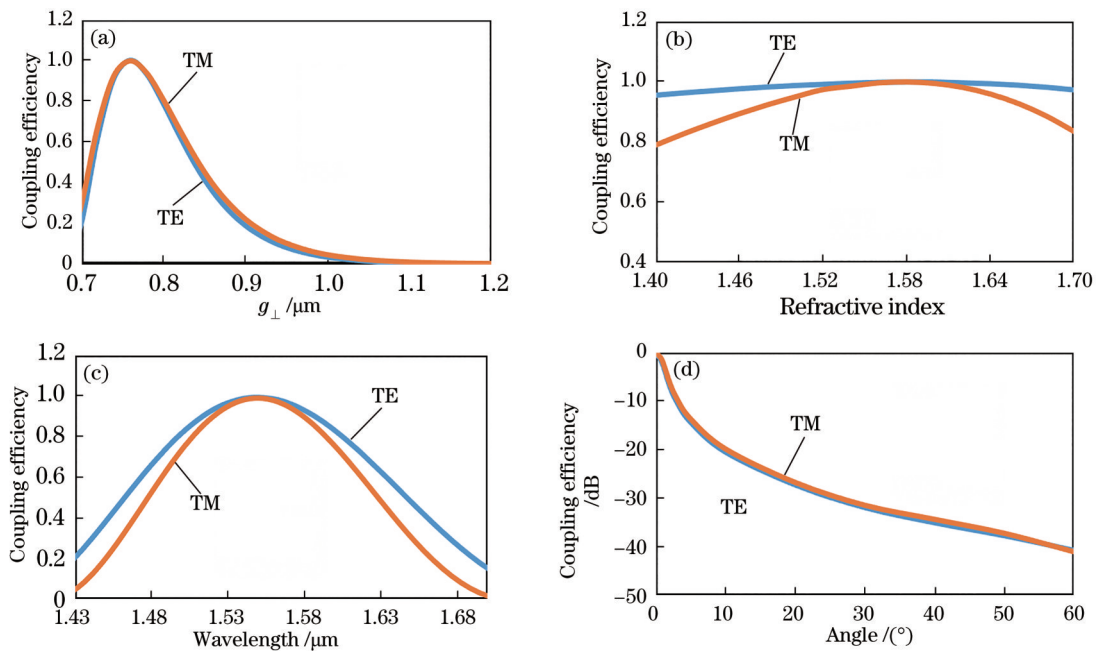 (a)
Coupling efficiency
1.2
1.0
0.8
0.6
0.4
0.2
0
TM
TE
0.7 0.8 0.9 1.0 1.1 1.2
g⊥ /μm
(b)
Coupling efficiency
1.2
1.0
0.8
0.6
0.4
TE
TM
1.40 1.46 1.52 1.58 1.64 1.70
Refractive index
(c)
Coupling efficiency
1.2
1.0
0.8
0.6
0.4
0.2
0
TE
TM
1.43 1.48 1.53 1.58 1.63 1.68
Wavelength /μm
(d)
Coupling efficiency
/dB
0
−10
−20
−30
−40
−50
TM
TE
0 10 20 30 40 50 60
Angle /(°)